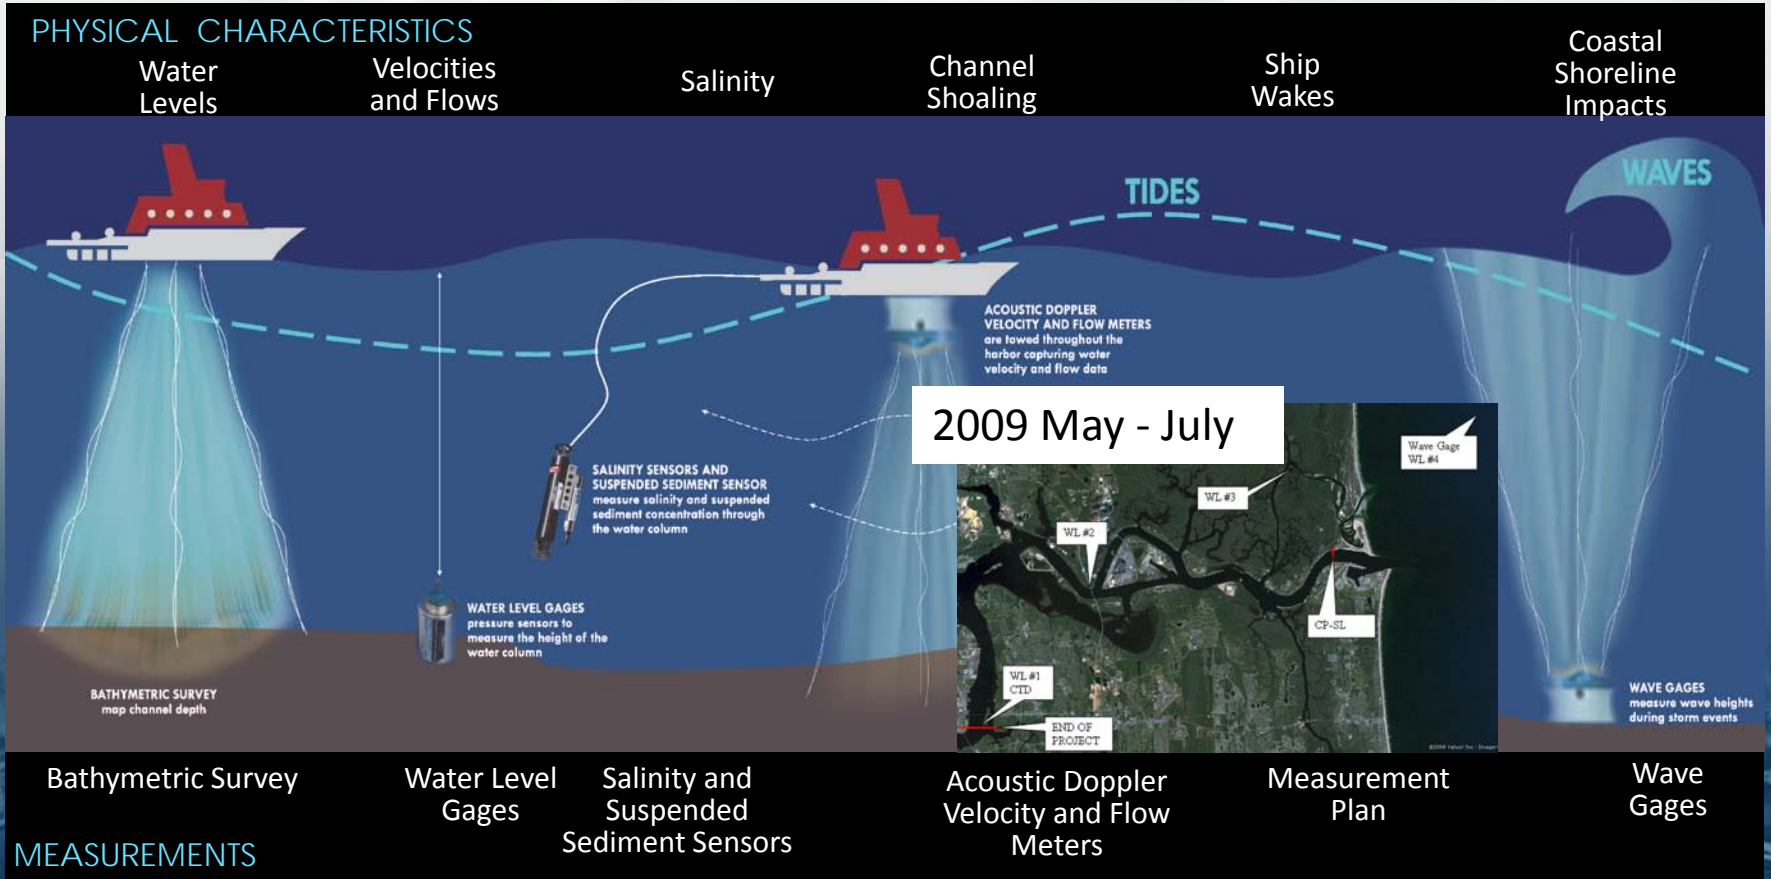 PHYSICAL CHARACTERISTICS
Water
Levels
Velocities
and Flows
Salinity
Channel
Shoaling
Ship
Wakes
Coastal
Shoreline
Impacts
TIDES
WAVES
ACOUSTIC DOPPLER
VELOCITY AND FLOW METERS
are towed throughout the
harbor capturing water
velocity and flow data
2009 May - July
SALINITY SENSORS AND
SUSPENDED SEDIMENT SENSOR
measure salinity and suspended
sediment concentration through
the water column
Wave Gage
WL #4
WL #3
WL #2
CP-SL
WL #1
CTD
END OF
PROJECT
WATER LEVEL GAGES
pressure sensors to
measure the height of the
water column
BATHYMETRIC SURVEY
map channel depth
WAVE GAGES
measure wave heights
during storm events
Bathymetric Survey
Water Level
Gages
Salinity and
Suspended
Sediment Sensors
Acoustic Doppler
Velocity and Flow
Meters
Measurement
Plan
Wave
Gages
MEASUREMENTS